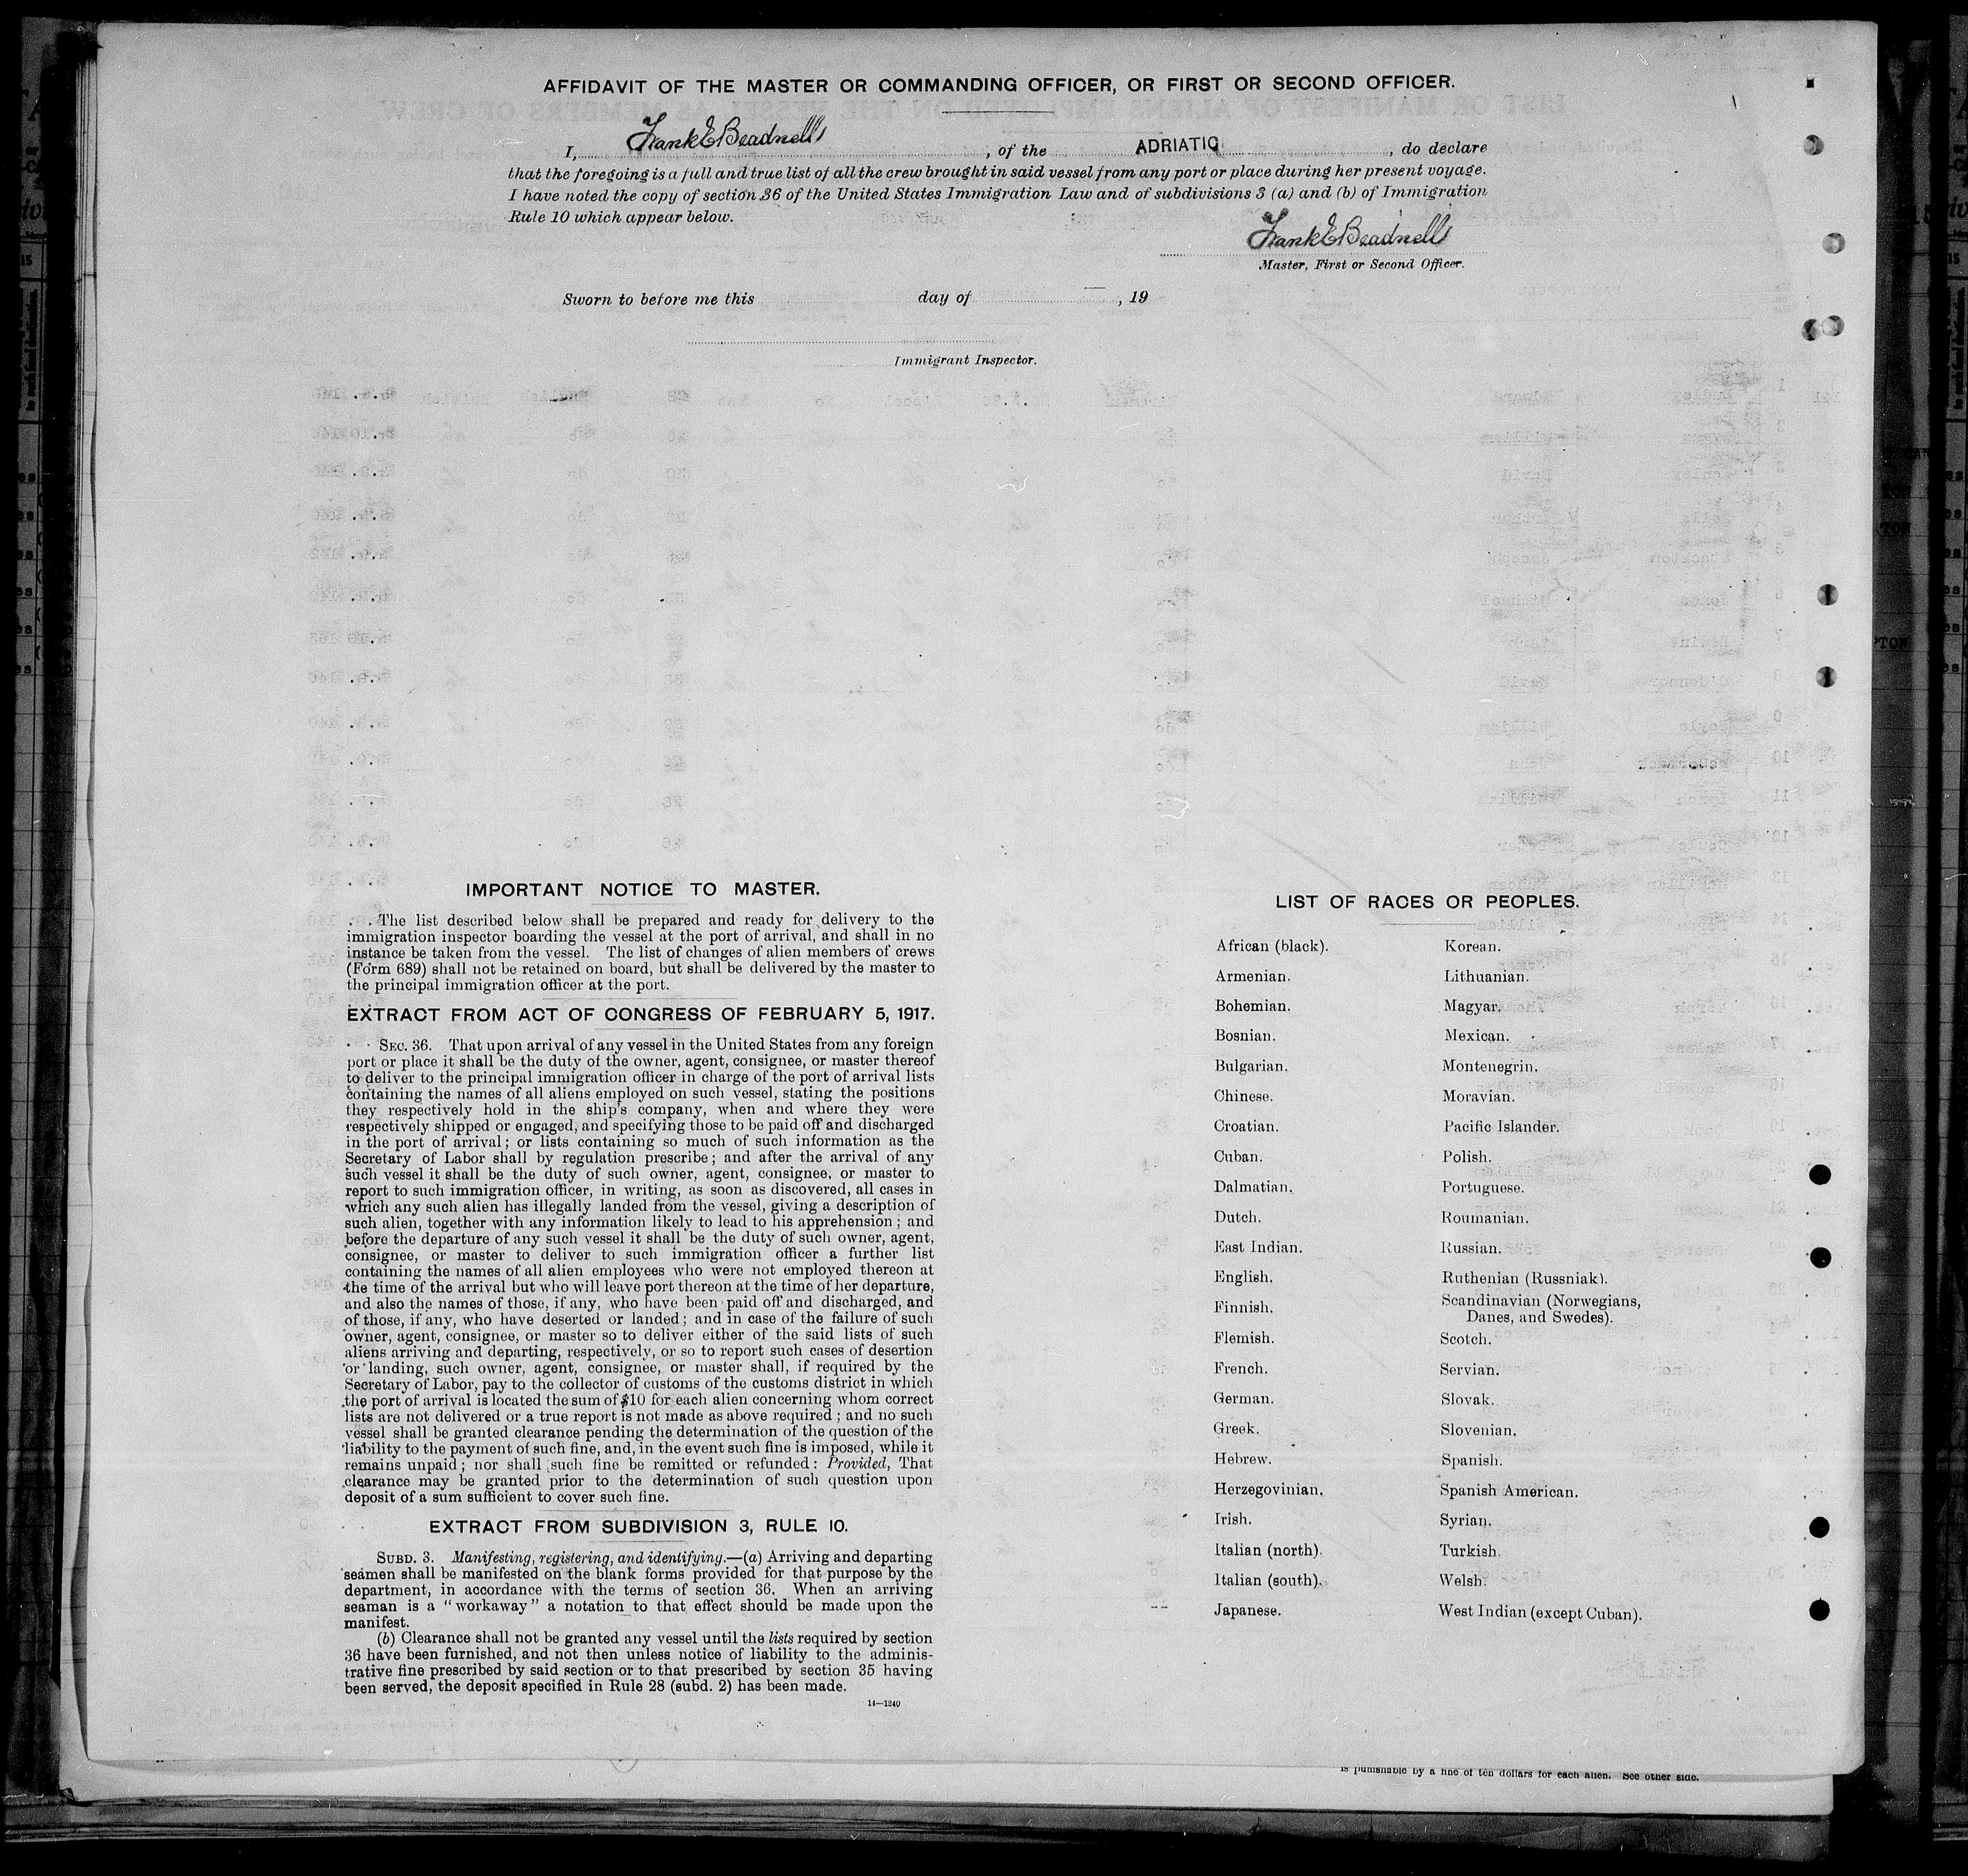 AFFIDAVIT OF THE MASTER OR COMMANDING OFFICER, OR FIRST OR SECOND OFFICER.
I, Frank E Beadnell, of the ADRIATIC, do declare
that the foregoing is a full and true list of all the crew brought in said vessel from any port or place during her present voyage.
I have noted the copy of section 36 of the United States Immigration Law and of subdivisions 3 (a) and (b) of Immigration
Rule 10 which appear below.
Frank E Beadnell
Master, First or Second Officer.
Sworn to before me this day of —, 19
Immigrant Inspector.
IMPORTANT NOTICE TO MASTER.
The list described below shall be prepared and ready for delivery to the
immigration inspector boarding the vessel at the port of arrival, and shall in no
instance be taken from the vessel. The list of changes of alien members of crews
(Form 689) shall not be retained on board, but shall be delivered by the master to
the principal immigration officer at the port.
EXTRACT FROM ACT OF CONGRESS OF FEBRUARY 5, 1917.
SEC. 36. That upon arrival of any vessel in the United States from any foreign
port or place it shall be the duty of the owner, agent, consignee, or master thereof
to deliver to the principal immigration officer in charge of the port of arrival lists
containing the names of all aliens employed on such vessel, stating the positions
they respectively hold in the ship's company, when and where they were
respectively shipped or engaged, and specifying those to be paid off and discharged
in the port of arrival; or lists containing so much of such information as the
Secretary of Labor shall by regulation prescribe; and after the arrival of any
such vessel it shall be the duty of such owner, agent, consignee, or master to
report to such immigration officer, in writing, as soon as discovered, all cases in
which any such alien has illegally landed from the vessel, giving a description of
such alien, together with any information likely to lead to his apprehension; and
before the departure of any such vessel it shall be the duty of such owner, agent,
consignee, or master to deliver to such immigration officer a further list
containing the names of all alien employees who were not employed thereon at
the time of the arrival but who will leave port thereon at the time of her departure,
and also the names of those, if any, who have been paid off and discharged, and
of those, if any, who have deserted or landed; and in case of the failure of such
owner, agent, consignee, or master so to deliver either of the said lists of such
aliens arriving and departing, respectively, or so to report such cases of desertion
or landing, such owner, agent, consignee, or master shall, if required by the
Secretary of Labor, pay to the collector of customs of the customs district in which
the port of arrival is located the sum of $10 for each alien concerning whom correct
lists are not delivered or a true report is not made as above required; and no such
vessel shall be granted clearance pending the determination of the question of the
liability to the payment of such fine, and, in the event such fine is imposed, while it
remains unpaid; nor shall such fine be remitted or refunded: Provided, That
clearance may be granted prior to the determination of such question upon
deposit of a sum sufficient to cover such fine.
EXTRACT FROM SUBDIVISION 3, RULE 10.
SUBD. 3. Manifesting, registering, and identifying.—(a) Arriving and departing
seamen shall be manifested on the blank forms provided for that purpose by the
department, in accordance with the terms of section 36. When an arriving
seaman is a "workaway" a notation to that effect should be made upon the
manifest.
(b) Clearance shall not be granted any vessel until the lists required by section
36 have been furnished, and not then unless notice of liability to the adminis-
trative fine prescribed by said section or to that prescribed by section 35 having
been served, the deposit specified in Rule 28 (subd. 2) has been made.
14—1240
LIST OF RACES OR PEOPLES.
African (black).
Armenian.
Bohemian.
Bosnian.
Bulgarian.
Chinese.
Croatian.
Cuban.
Dalmatian.
Dutch.
East Indian.
English.
Finnish.
Flemish.
French.
German.
Greek.
Hebrew.
Herzegovinian.
Irish.
Italian (north).
Italian (south).
Japanese.
Korean.
Lithuanian.
Magyar.
Mexican.
Montenegrin.
Moravian.
Pacific Islander.
Polish.
Portuguese.
Roumanian.
Russian.
Ruthenian (Russniak).
Scandinavian (Norwegians,
Danes, and Swedes).
Scotch.
Servian.
Slovak.
Slovenian.
Spanish.
Spanish American.
Syrian.
Turkish.
Welsh.
West Indian (except Cuban).
is punishable by a fine of ten dollars for each alien. See other side.